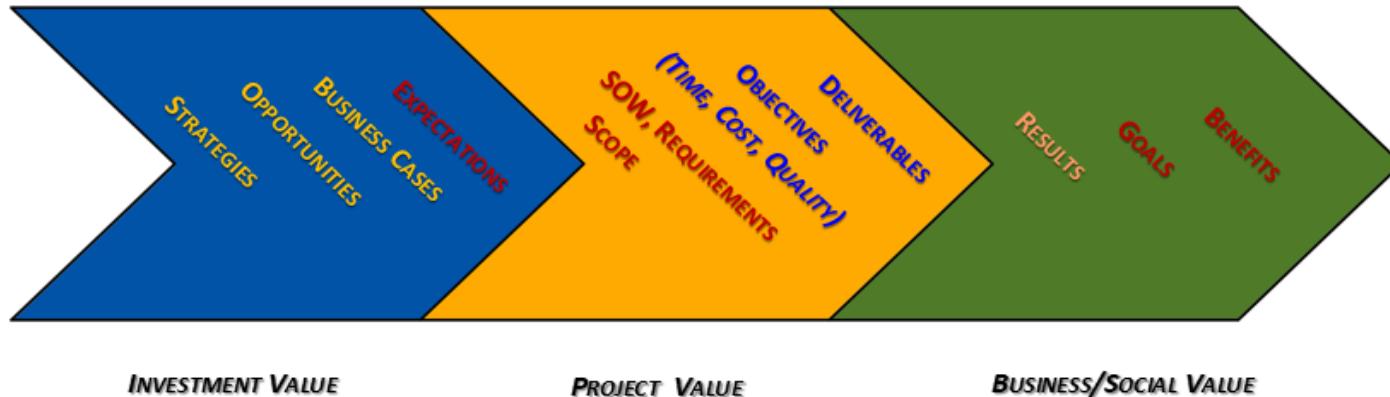 Strategies
Opportunities
Business Cases
Expectations
Scope
SOW, Requirements
(Time, Cost, Quality)
Objectives
Deliverables
Results
Goals
Benefits
Investment Value
Project Value
Business/Social Value